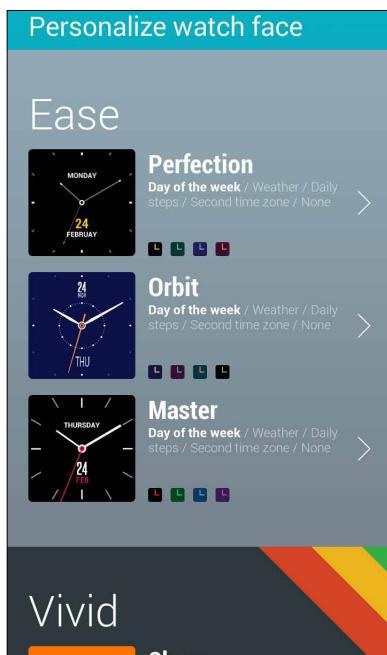 Personalize watch face
Ease
MONDAY
24
FEBRUAY
Perfection
Day of the week / Weather / Daily
steps / Second time zone / None
24
NOV
THU
Orbit
Day of the week / Weather / Daily
steps / Second time zone / None
THURSDAY
24
FEB
Master
Day of the week / Weather / Daily
steps / Second time zone / None
Vivid